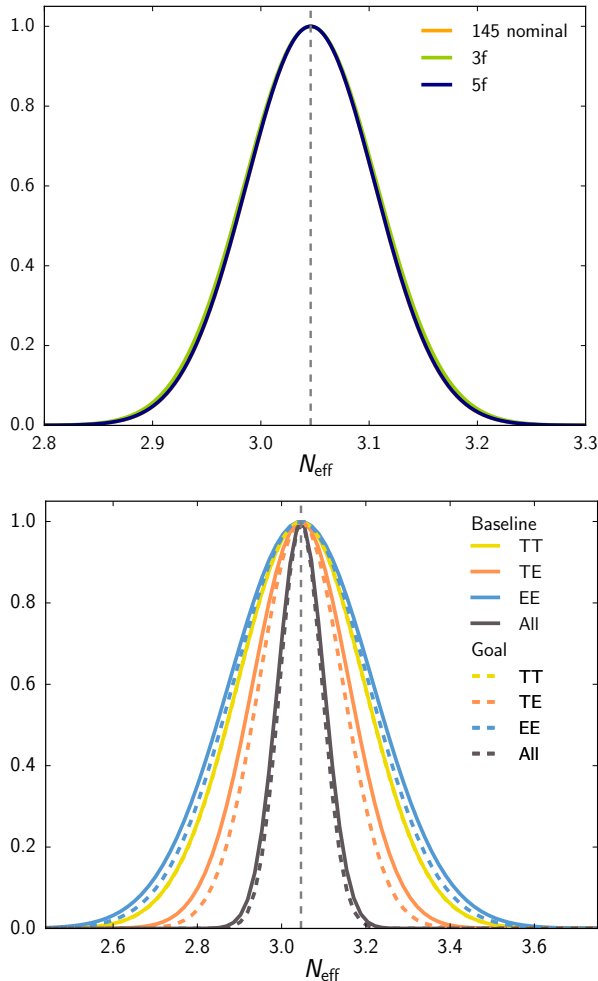 1.0
0.8
0.6
0.4
0.2
0.0
145 nominal
3f
5f
2.8 2.9 3.0 3.1 3.2 3.3
N_eff
1.0
0.8
0.6
0.4
0.2
0.0
Baseline
TT
TE
EE
All
Goal
TT
TE
EE
All
2.6 2.8 3.0 3.2 3.4 3.6
N_eff